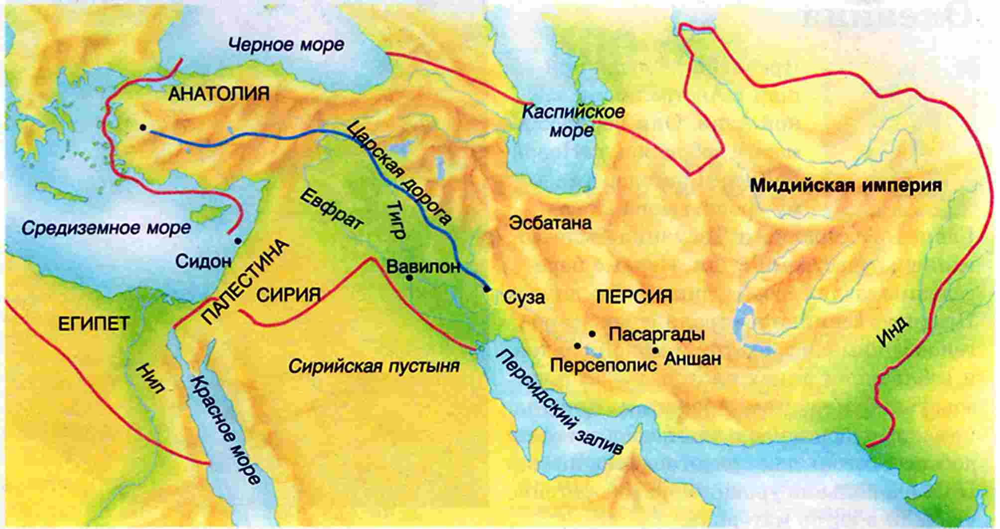 Черное море
АНАТОЛИЯ
Каспийское
море
Царская дорога
Мидийская империя
Евфрат
Тигр
Эсбатана
Средиземное море
Сидон
ПАЛЕСТИНА
СИРИЯ
Вавилон
Суза
ПЕРСИЯ
ЕГИПЕТ
Нил
Красное море
Сирийская пустыня
Персидский залив
Пасаргады
Персеполис
Аншан
Инд